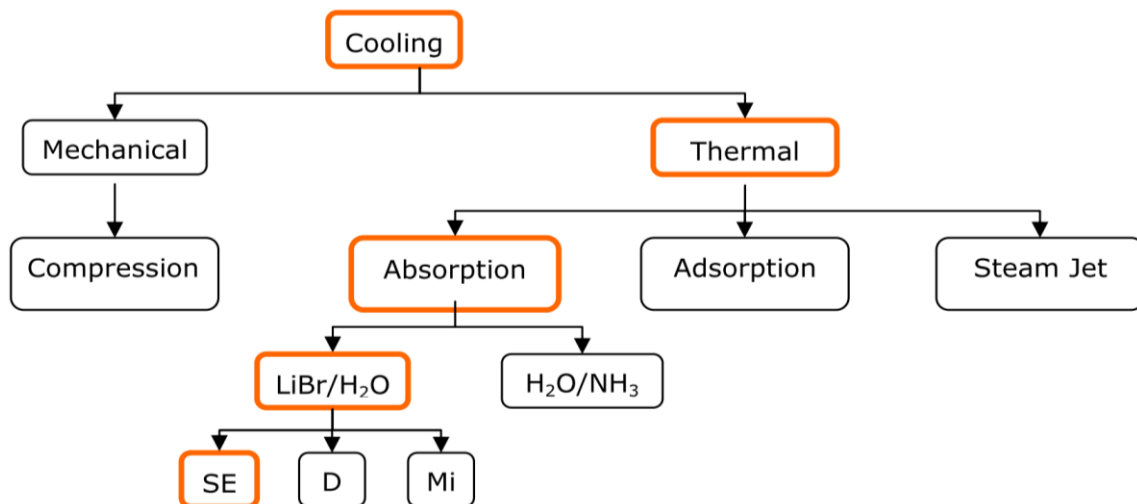 Cooling
Mechanical
Thermal
Compression
Absorption
Adsorption
Steam Jet
LiBr/H₂O
H₂O/NH₃
SE
D
Mi